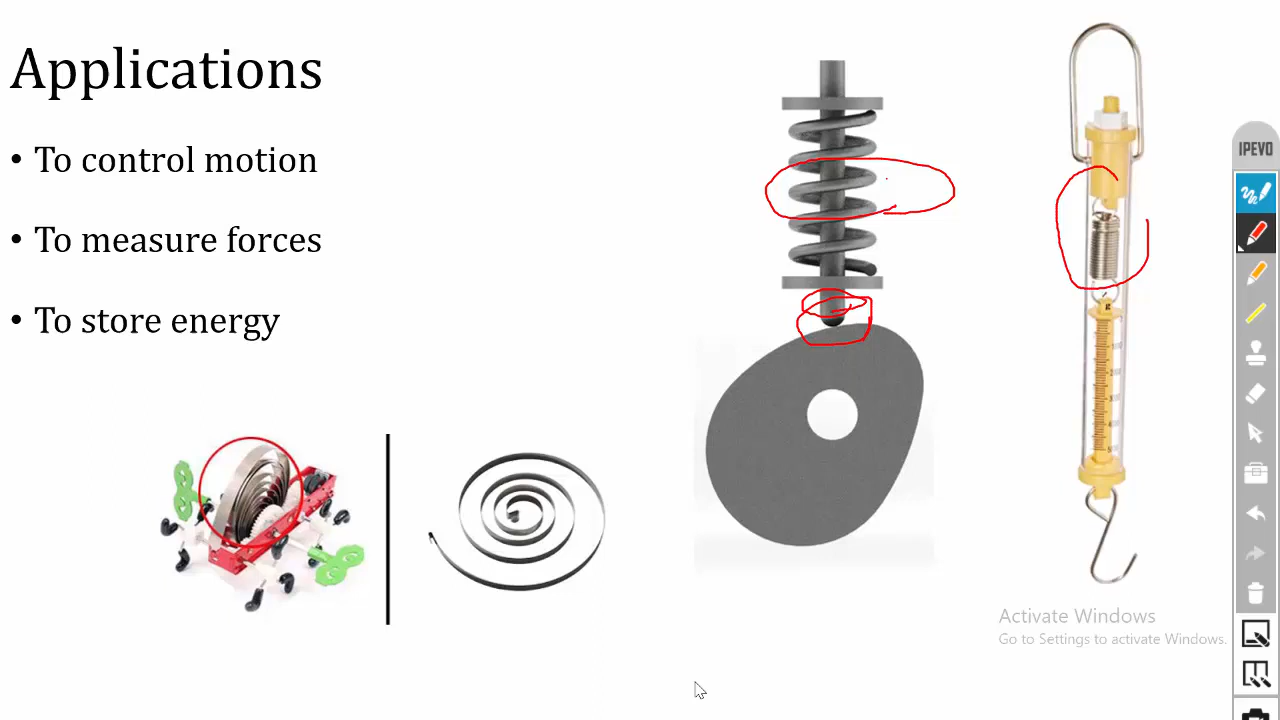 Applications
• To control motion
• To measure forces
• To store energy
IPEVO
Activate Windows
Go to Settings to activate Windows.